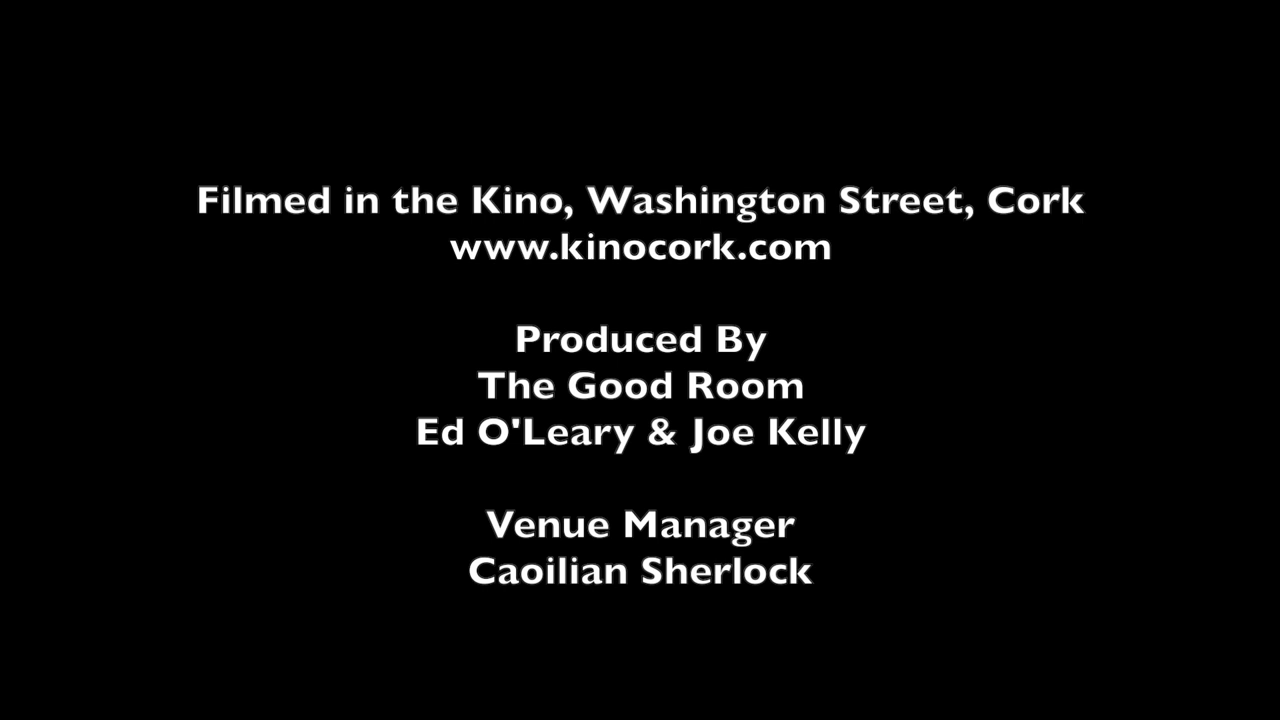 Filmed in the Kino, Washington Street, Cork
www.kinocork.com
Produced By
The Good Room
Ed O'Leary & Joe Kelly
Venue Manager
Caoilian Sherlock